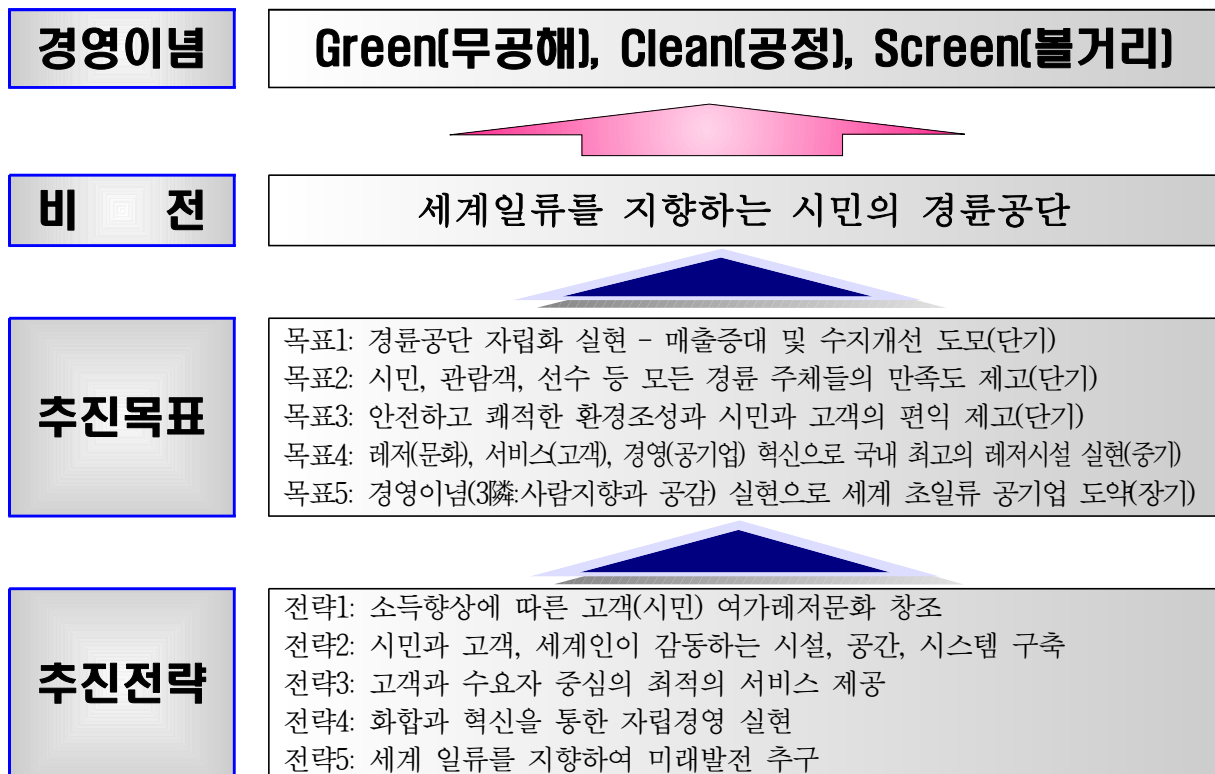 경영이념
Green(무공해), Clean(공정), Screen(볼거리)
비 전
세계일류를 지향하는 시민의 경륜공단
추진목표
목표1: 경륜공단 자립화 실현 - 매출증대 및 수지개선 도모(단기)
목표2: 시민, 관람객, 선수 등 모든 경륜 주체들의 만족도 제고(단기)
목표3: 안전하고 쾌적한 환경조성과 시민과 고객의 편익 제고(단기)
목표4: 레저(문화), 서비스(고객), 경영(공기업) 혁신으로 국내 최고의 레저시설 실현(중기)
목표5: 경영이념(3隣:사람지향과 공감) 실현으로 세계 초일류 공기업 도약(장기)
추진전략
전략1: 소득향상에 따른 고객(시민) 여가레저문화 창조
전략2: 시민과 고객, 세계인이 감동하는 시설, 공간, 시스템 구축
전략3: 고객과 수요자 중심의 최적의 서비스 제공
전략4: 화합과 혁신을 통한 자립경영 실현
전략5: 세계 일류를 지향하여 미래발전 추구